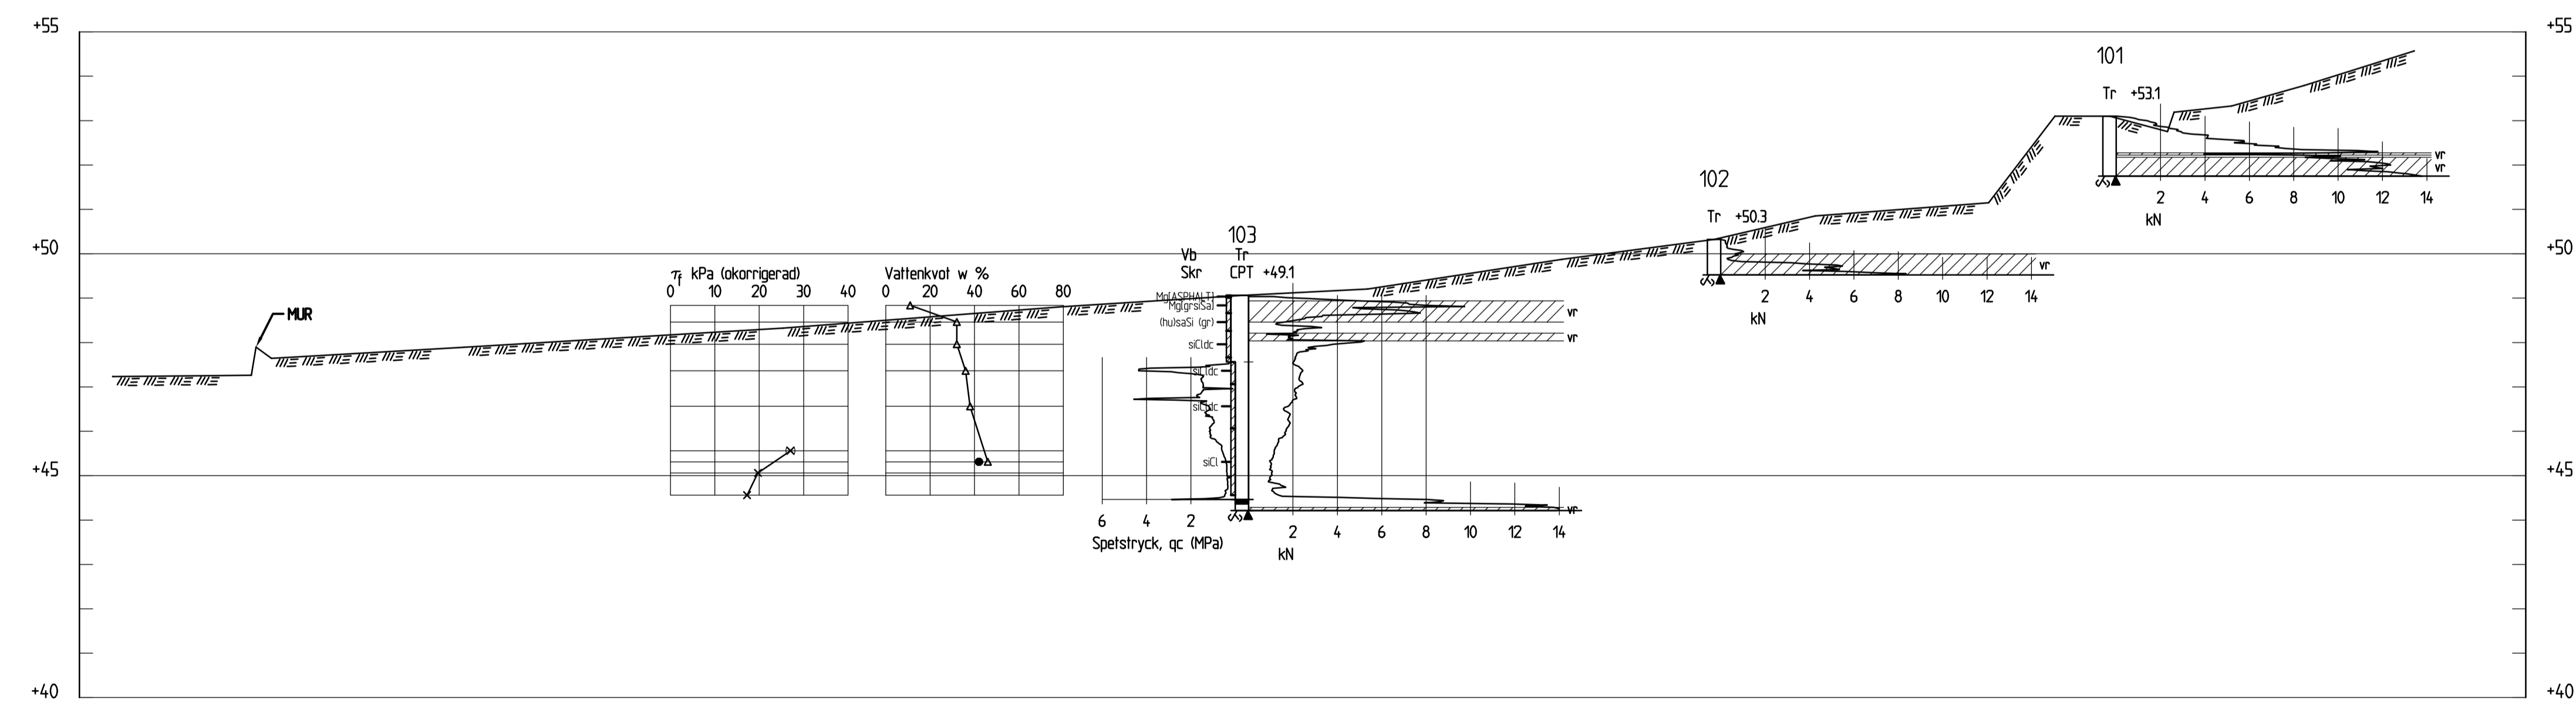 +55 +55
101
Tr +53.1
vr
vr
2 4 6 8 10 12 14
kN
102
Tr +50.3
vr
2 4 6 8 10 12 14
kN
+50 +50
103
Vb Tr
Skr CPT +49.1
τf kPa (okorrigerad)
0 10 20 30 40
Vattenkvot w %
0 20 40 60 80
MUR
Mg[ASPHALT]
Mg[grsiSa]
(hu)saSi (gr)
siCldc
siCldc
siCldc
siCl
vr
vr
vr
+45 +45
6 4 2
Spetstryck, qc (MPa)
2 4 6 8 10 12 14
kN
+40 +40